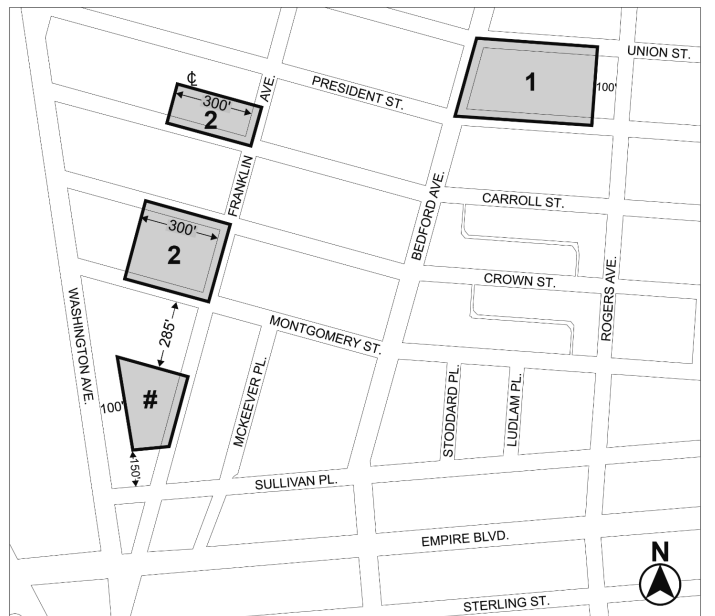 UNION ST.
1
100'
℄
300'
2
AVE.
PRESIDENT ST.
FRANKLIN
BEDFORD AVE.
CARROLL ST.
300'
2
CROWN ST.
ROGERS AVE.
WASHINGTON AVE.
285'
MONTGOMERY ST.
MCKEEVER PL.
STODDARD PL.
LUDLAM PL.
#
100'
150'
SULLIVAN PL.
EMPIRE BLVD.
N
STERLING ST.